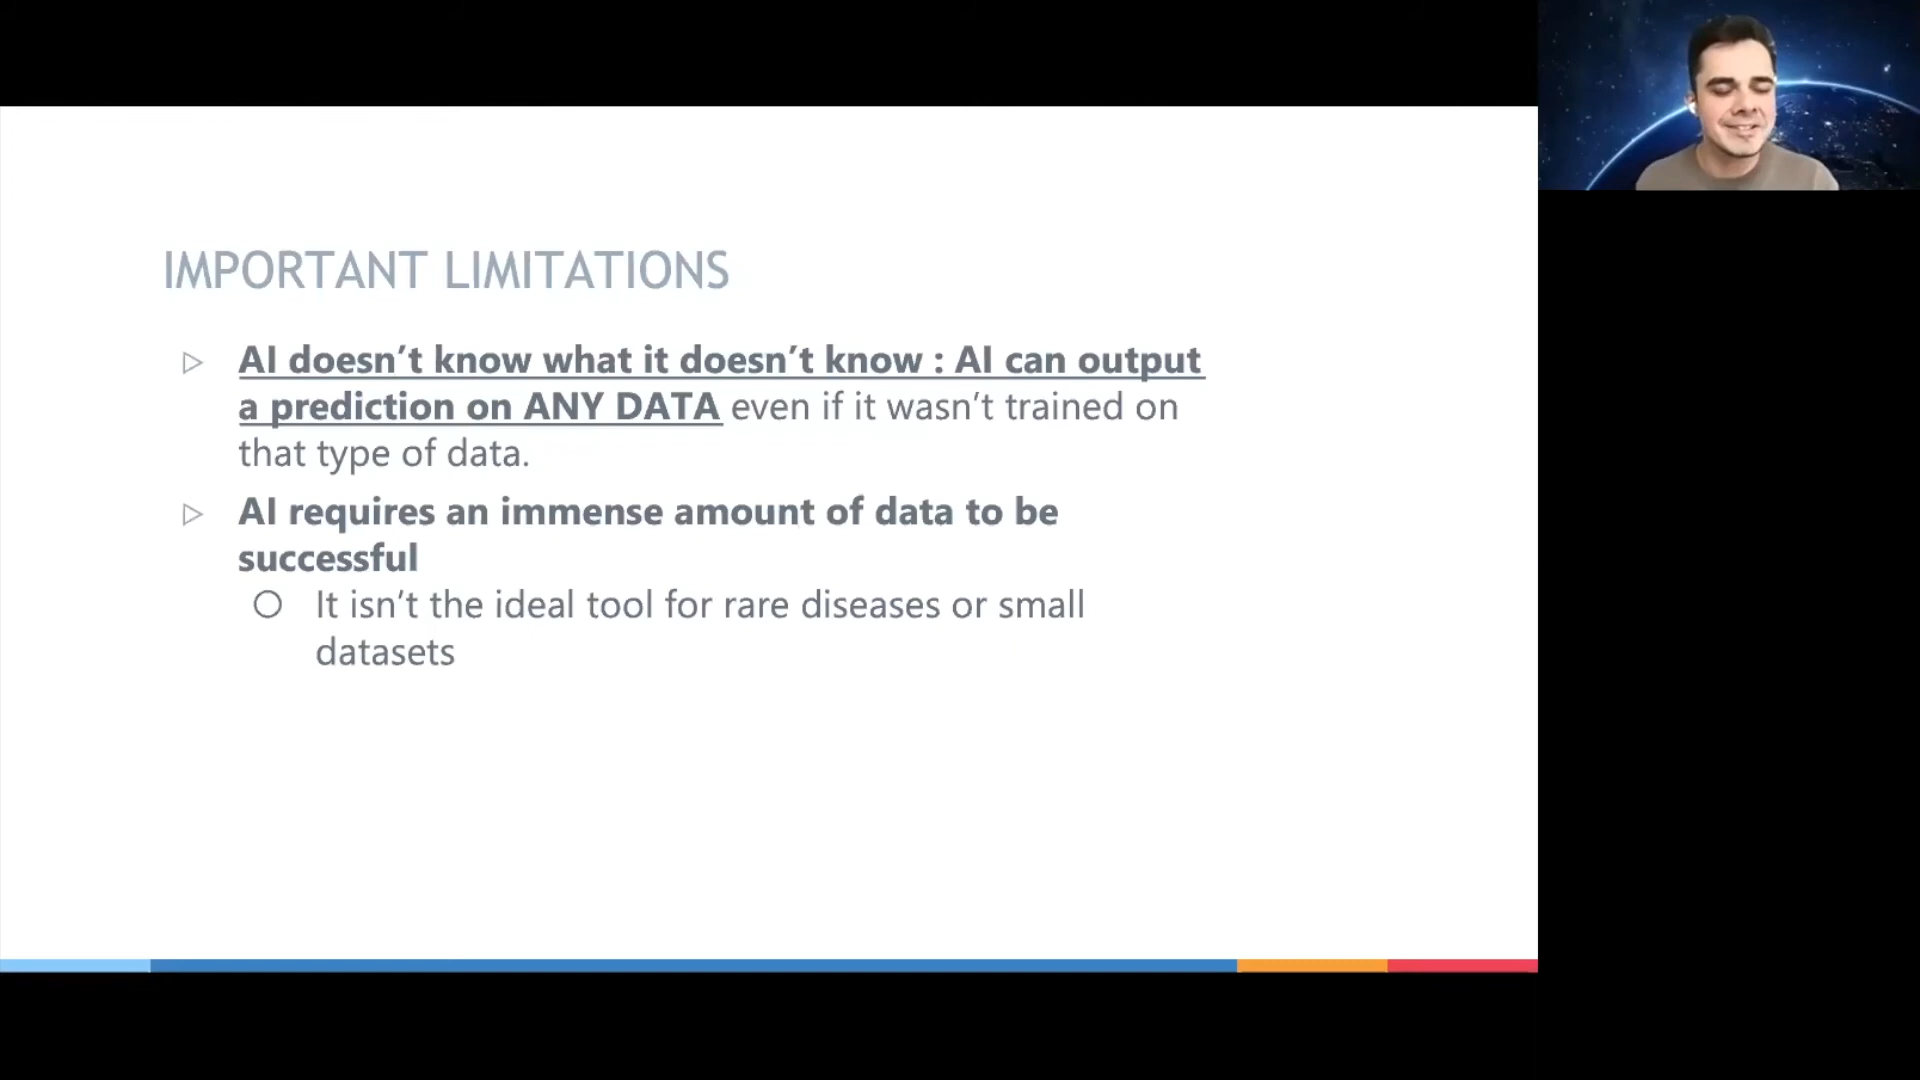 IMPORTANT LIMITATIONS
AI doesn’t know what it doesn’t know : AI can output
a prediction on ANY DATA even if it wasn’t trained on
that type of data.
AI requires an immense amount of data to be
successful
It isn’t the ideal tool for rare diseases or small
datasets